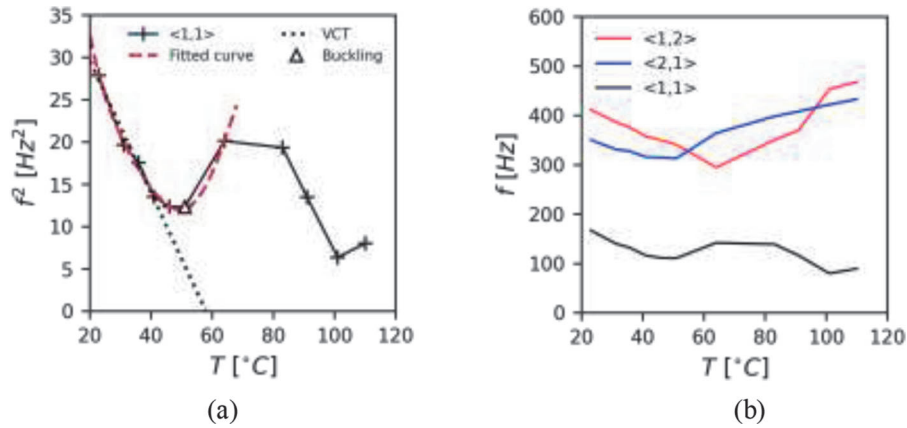 35
30
25
20
15
10
5
0
f² [Hz²]
<1,1>
Fitted curve
VCT
Buckling
20 40 60 80 100 120
T [°C]
(a)
600
500
400
300
200
100
0
f [Hz]
<1,2>
<2,1>
<1,1>
20 40 60 80 100 120
T [°C]
(b)